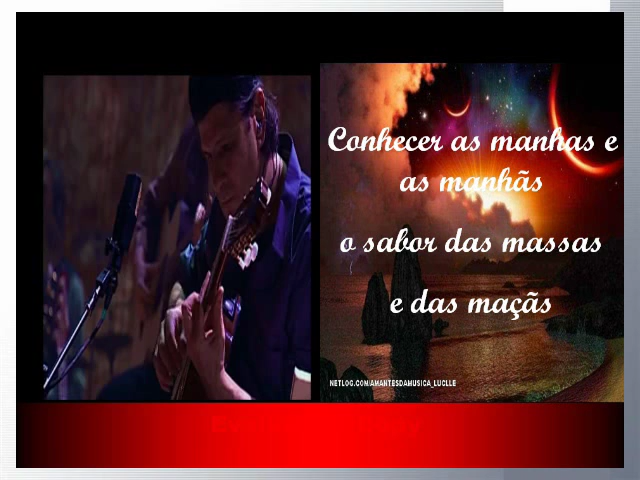 Conhecer as manhas e
as manhãs
o sabor das massas
e das maçãs
NETLOG.COM/AMANTESDAMUSICA_LUCLLE